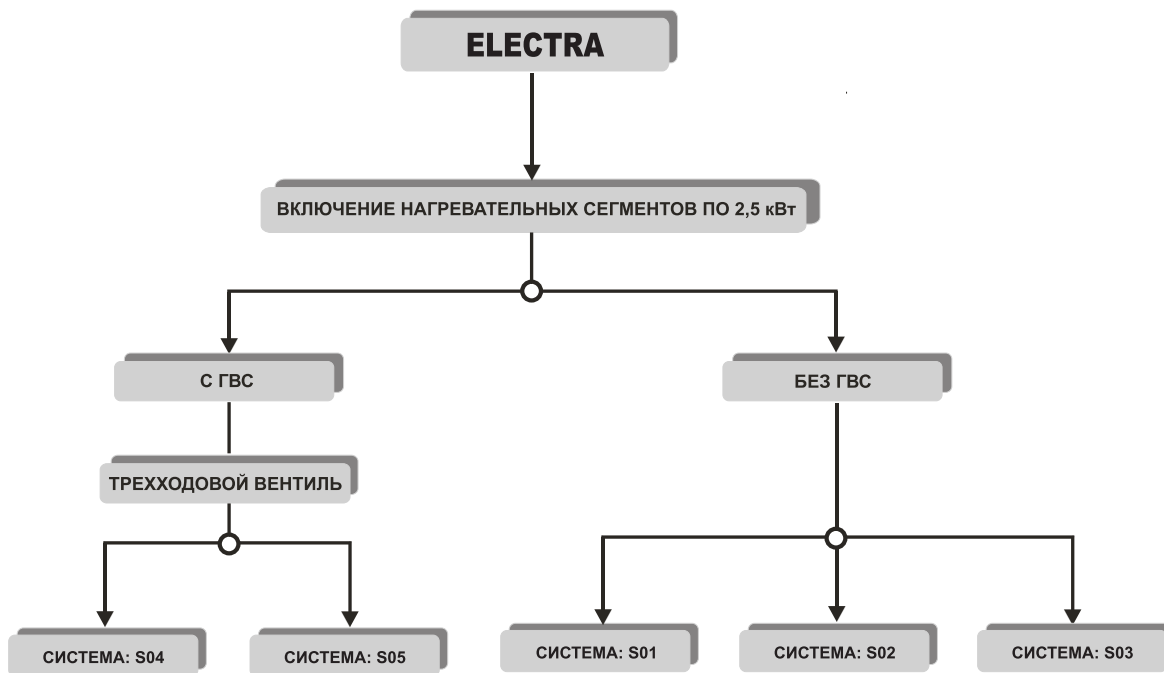 ELECTRA
ВКЛЮЧЕНИЕ НАГРЕВАТЕЛЬНЫХ СЕГМЕНТОВ ПО 2,5 кВт
С ГВС
БЕЗ ГВС
ТРЕХХОДОВОЙ ВЕНТИЛЬ
СИСТЕМА: S04
СИСТЕМА: S05
СИСТЕМА: S01
СИСТЕМА: S02
СИСТЕМА: S03